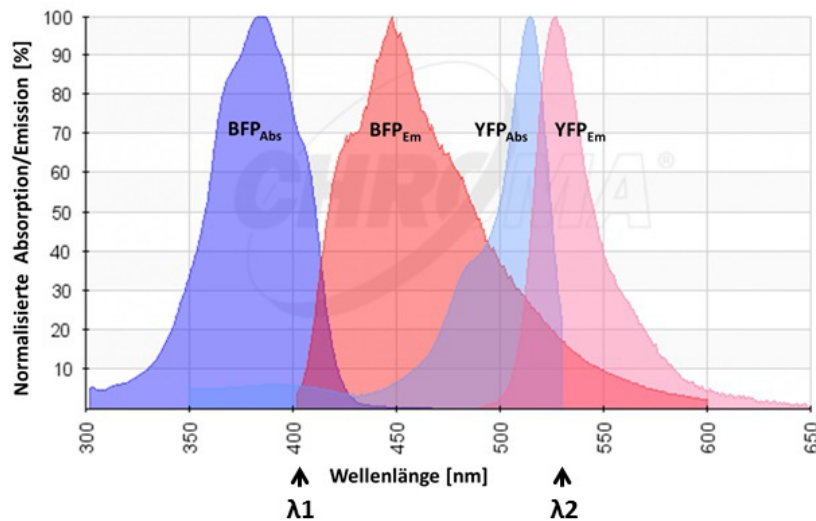 Normalisierte Absorption/Emission [%]
100
90
80
70
60
50
40
30
20
10
BFPAbs
BFPEm
YFPAbs
YFPEm
CHROMA®
300
350
400
450
500
550
600
650
Wellenlänge [nm]
λ1
λ2